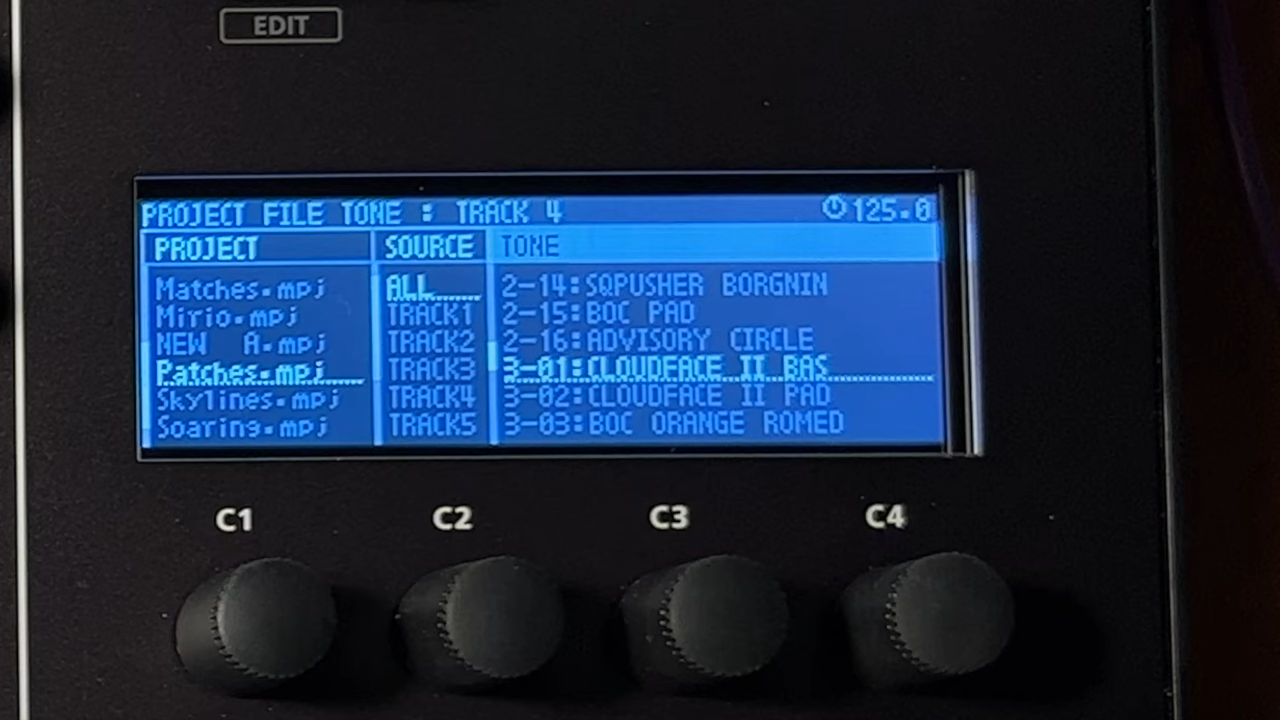 EDIT
PROJECT FILE TONE : TRACK 4 125.0
PROJECT SOURCE TONE
Matches.mpj ALL 2-14:SQPUSHER BORGNIN
Mirio.mpj TRACK1 2-15:BOC PAD
NEW A.mpj TRACK2 2-16:ADVISORY CIRCLE
Patches.mpj TRACK3 3-01:CLOUDFACE II BAS
Skylines.mpj TRACK4 3-02:CLOUDFACE II PAD
Soaring.mpj TRACK5 3-03:BOC ORANGE ROMED
C1 C2 C3 C4